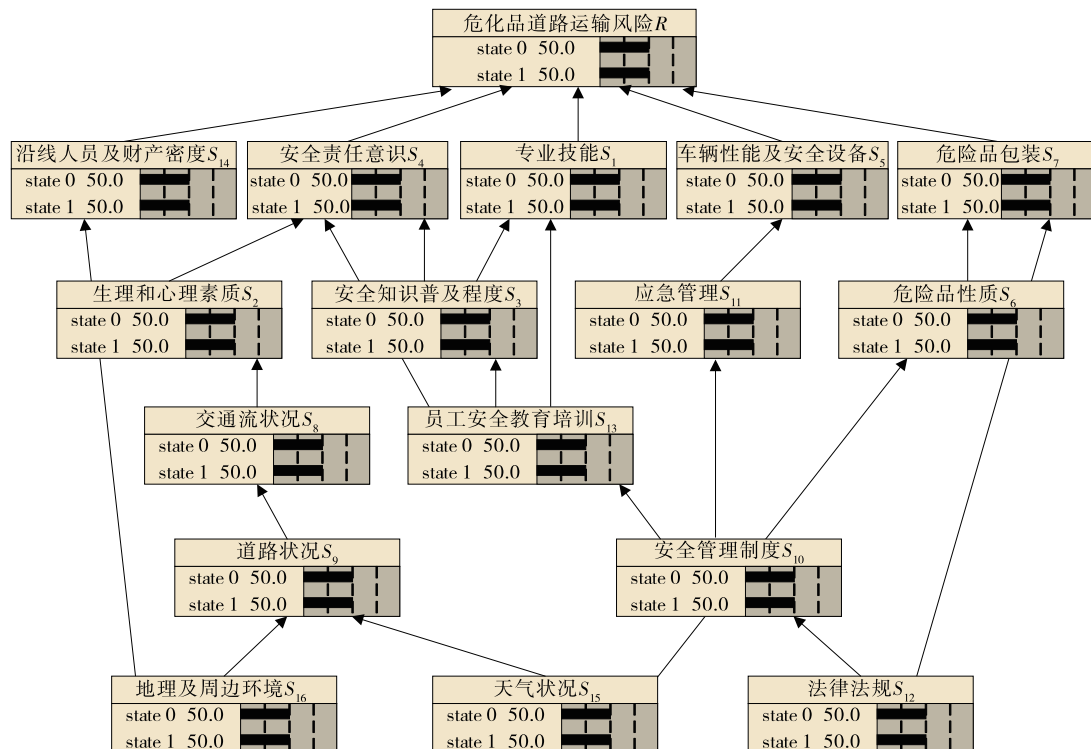 危化品道路运输风险R
state 0 50.0
state 1 50.0
沿线人员及财产密度S14
state 0 50.0
state 1 50.0
安全责任意识S4
state 0 50.0
state 1 50.0
专业技能S1
state 0 50.0
state 1 50.0
车辆性能及安全设备S5
state 0 50.0
state 1 50.0
危险品包装S7
state 0 50.0
state 1 50.0
生理和心理素质S2
state 0 50.0
state 1 50.0
安全知识普及程度S3
state 0 50.0
state 1 50.0
应急管理S11
state 0 50.0
state 1 50.0
危险品性质S6
state 0 50.0
state 1 50.0
交通流状况S8
state 0 50.0
state 1 50.0
员工安全教育培训S13
state 0 50.0
state 1 50.0
道路状况S9
state 0 50.0
state 1 50.0
安全管理制度S10
state 0 50.0
state 1 50.0
地理及周边环境S16
state 0 50.0
state 1 50.0
天气状况S15
state 0 50.0
state 1 50.0
法律法规S12
state 0 50.0
state 1 50.0